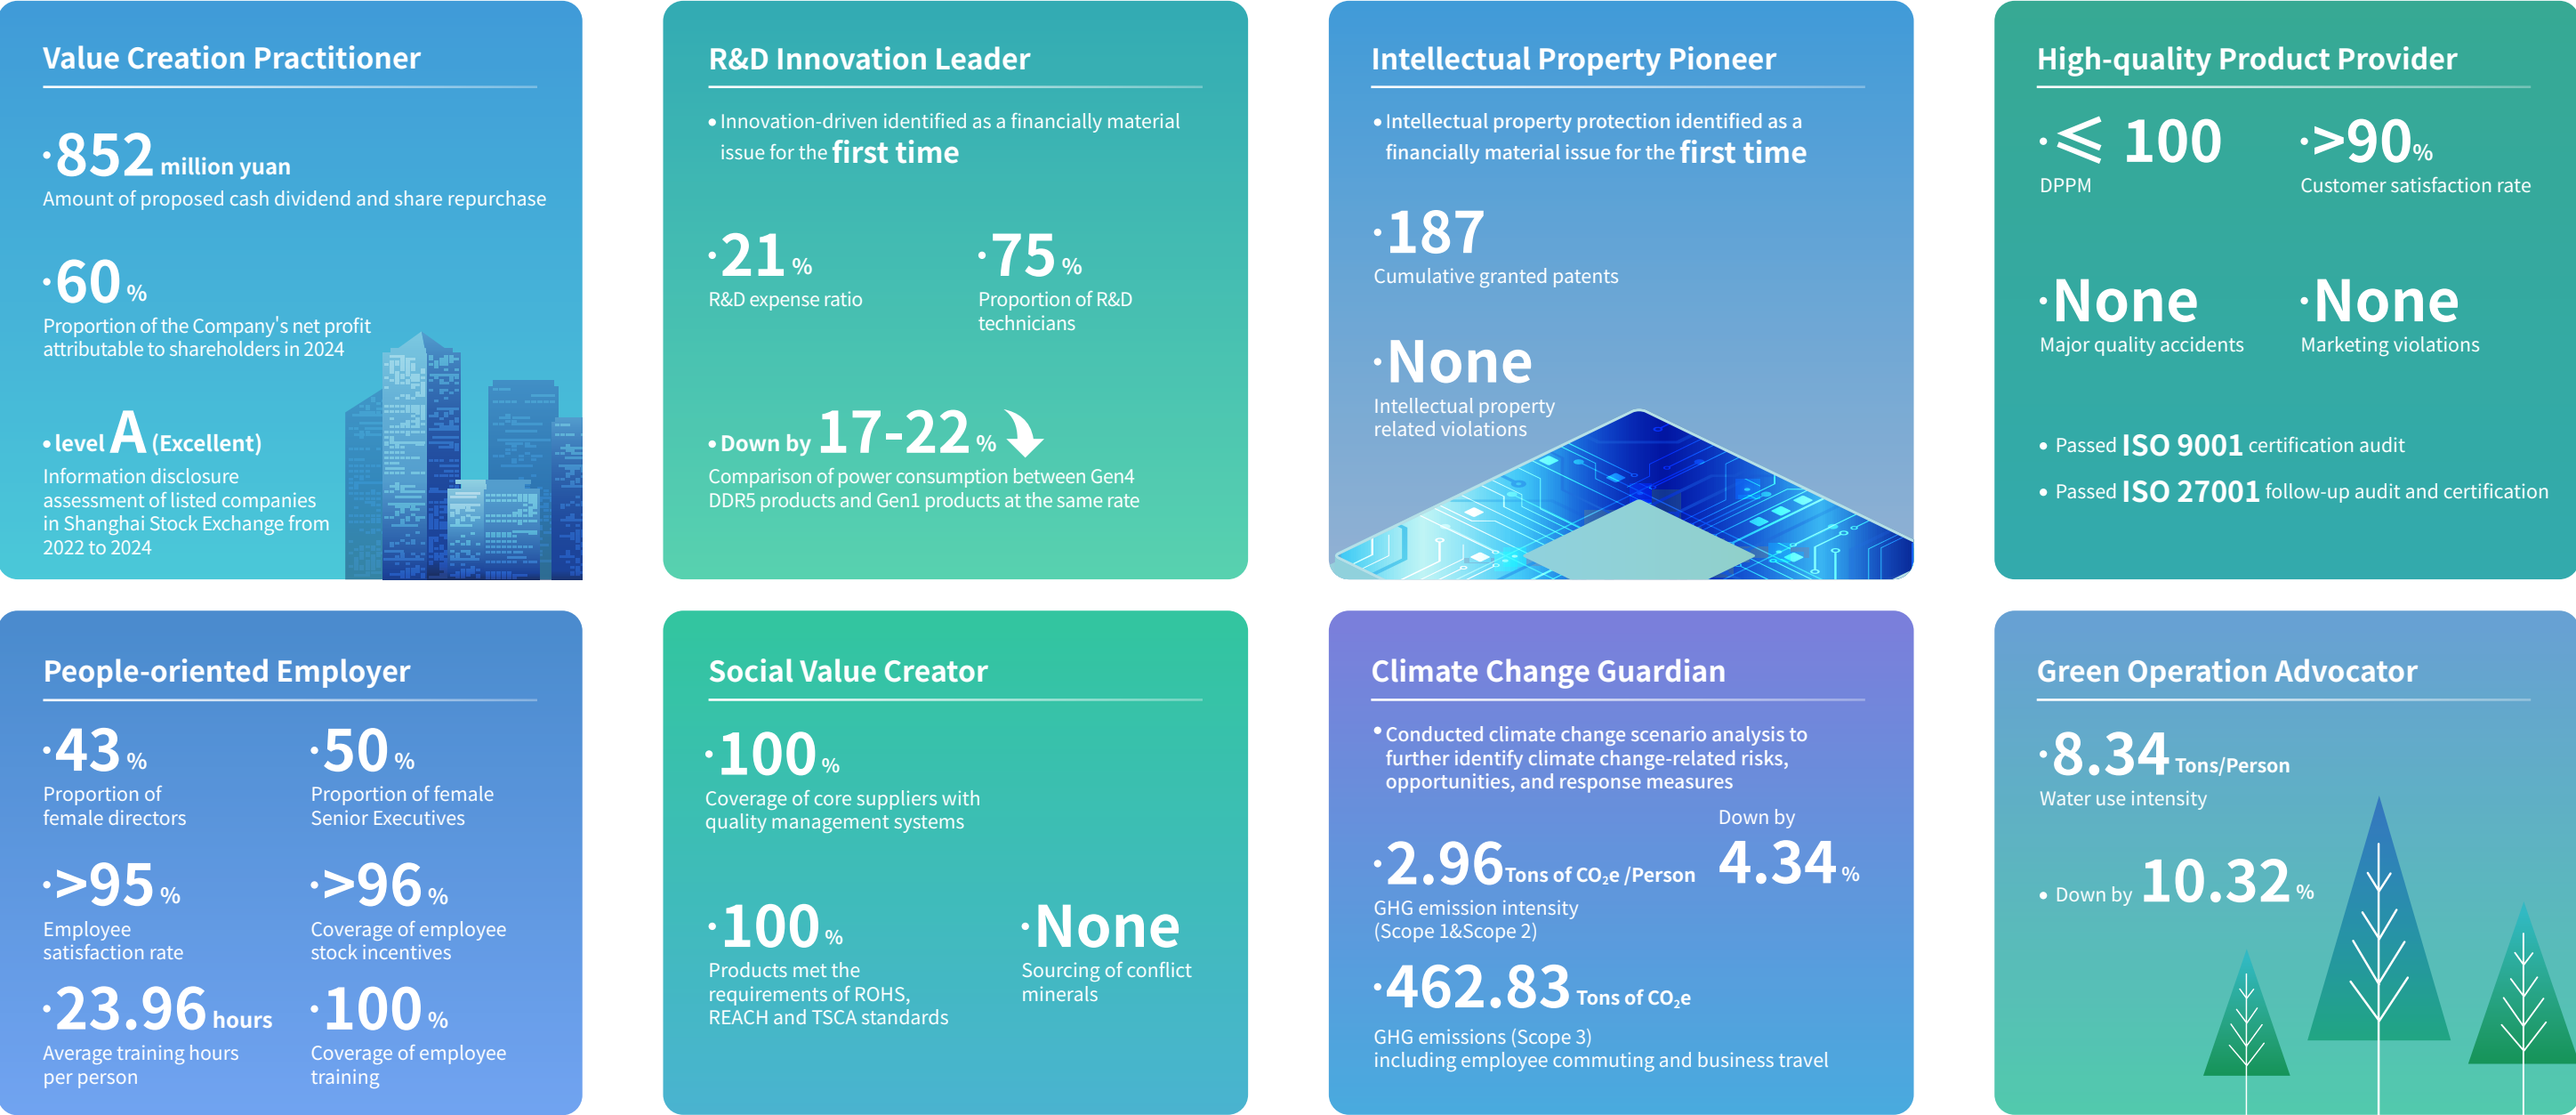 Value Creation Practitioner
·852 million yuan
Amount of proposed cash dividend and share repurchase
·60 %
Proportion of the Company's net profit
attributable to shareholders in 2024
• level A (Excellent)
Information disclosure
assessment of listed companies
in Shanghai Stock Exchange from
2022 to 2024
R&D Innovation Leader
• Innovation-driven identified as a financially material
issue for the first time
·21 %
R&D expense ratio
·75 %
Proportion of R&D
technicians
• Down by 17-22 %
Comparison of power consumption between Gen4
DDR5 products and Gen1 products at the same rate
Intellectual Property Pioneer
• Intellectual property protection identified as a
financially material issue for the first time
·187
Cumulative granted patents
·None
Intellectual property
related violations
High-quality Product Provider
·⩽ 100
DPPM
·>90%
Customer satisfaction rate
·None
Major quality accidents
·None
Marketing violations
• Passed ISO 9001 certification audit
• Passed ISO 27001 follow-up audit and certification
People-oriented Employer
·43 %
Proportion of
female directors
·50 %
Proportion of female
Senior Executives
·>95 %
Employee
satisfaction rate
·>96 %
Coverage of employee
stock incentives
·23.96 hours
Average training hours
per person
·100 %
Coverage of employee
training
Social Value Creator
·100 %
Coverage of core suppliers with
quality management systems
·100 %
Products met the
requirements of ROHS,
REACH and TSCA standards
·None
Sourcing of conflict
minerals
Climate Change Guardian
• Conducted climate change scenario analysis to
further identify climate change-related risks,
opportunities, and response measures
·2.96 Tons of CO₂e /Person
GHG emission intensity
(Scope 1&Scope 2)
Down by
4.34 %
·462.83 Tons of CO₂e
GHG emissions (Scope 3)
including employee commuting and business travel
Green Operation Advocator
·8.34 Tons/Person
Water use intensity
• Down by 10.32 %